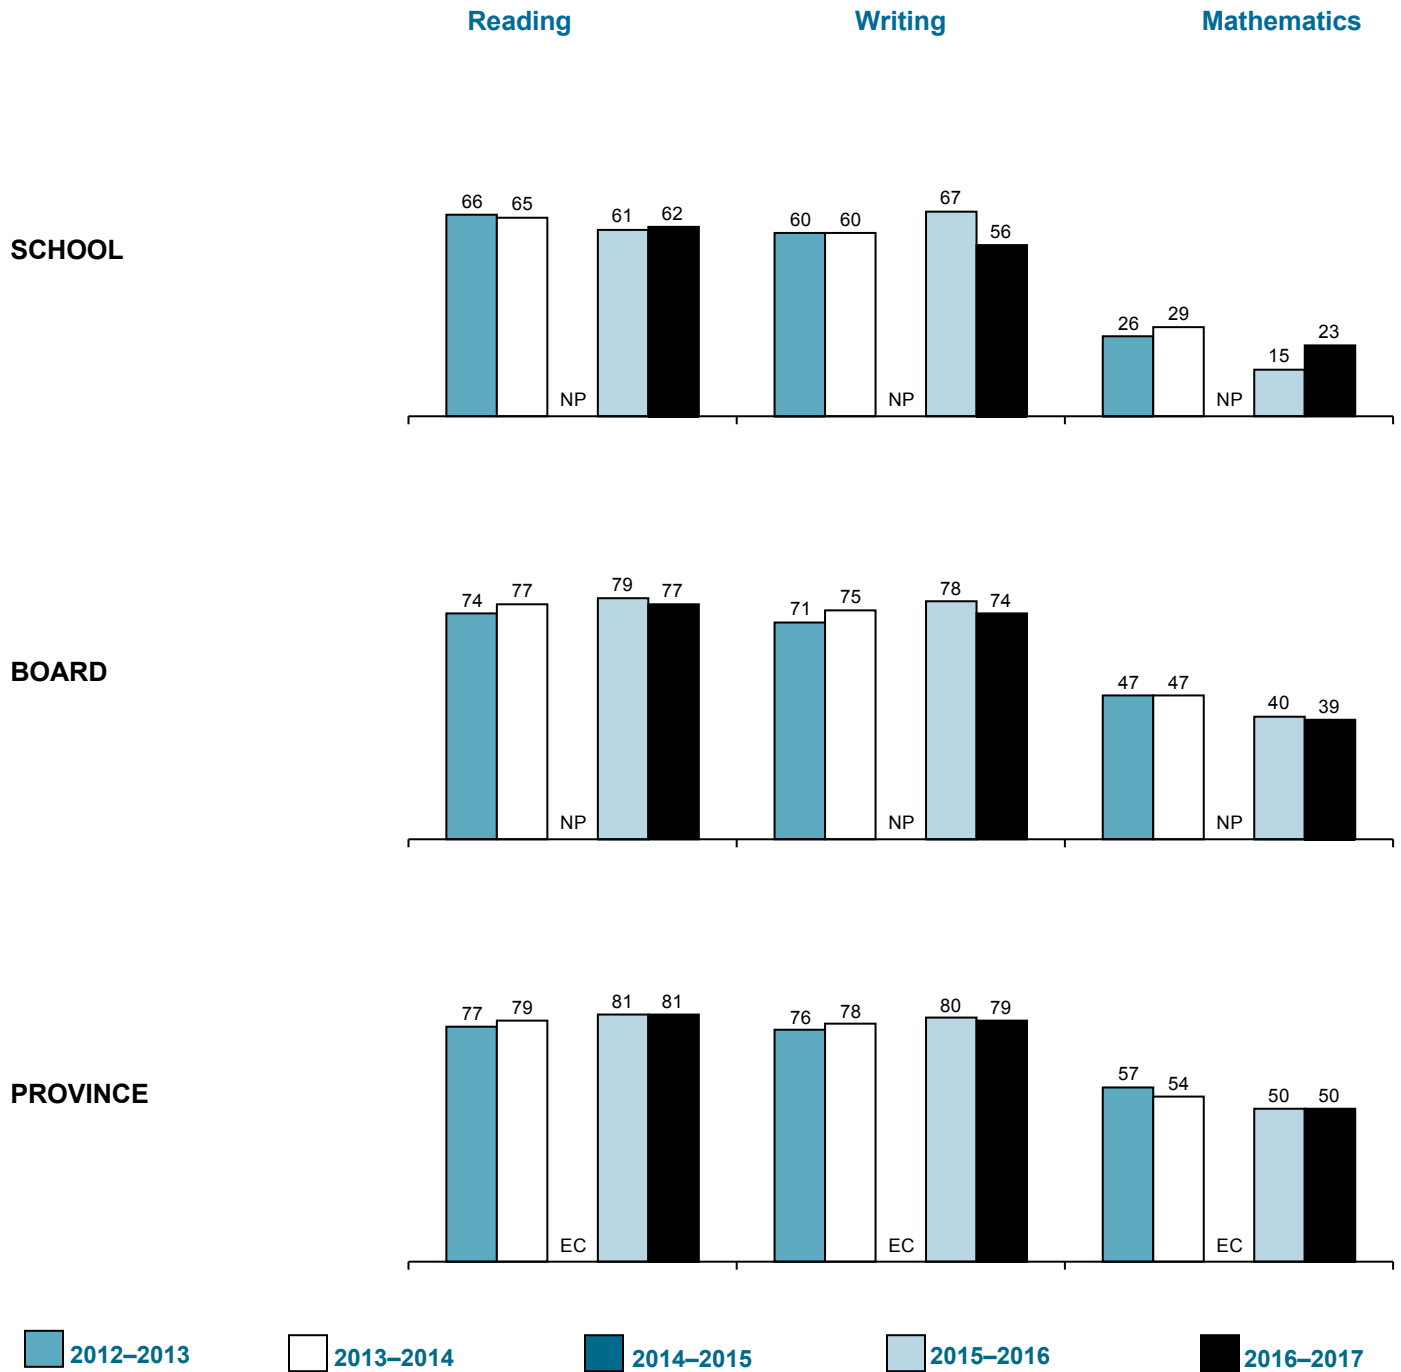 Reading Writing Mathematics
SCHOOL
66 65 NP 61 62 60 60 NP 67 56 26 29 NP 15 23
BOARD
74 77 NP 79 77 71 75 NP 78 74 47 47 NP 40 39
PROVINCE
77 79 EC 81 81 76 78 EC 80 79 57 54 EC 50 50
2012–2013 2013–2014 2014–2015 2015–2016 2016–2017